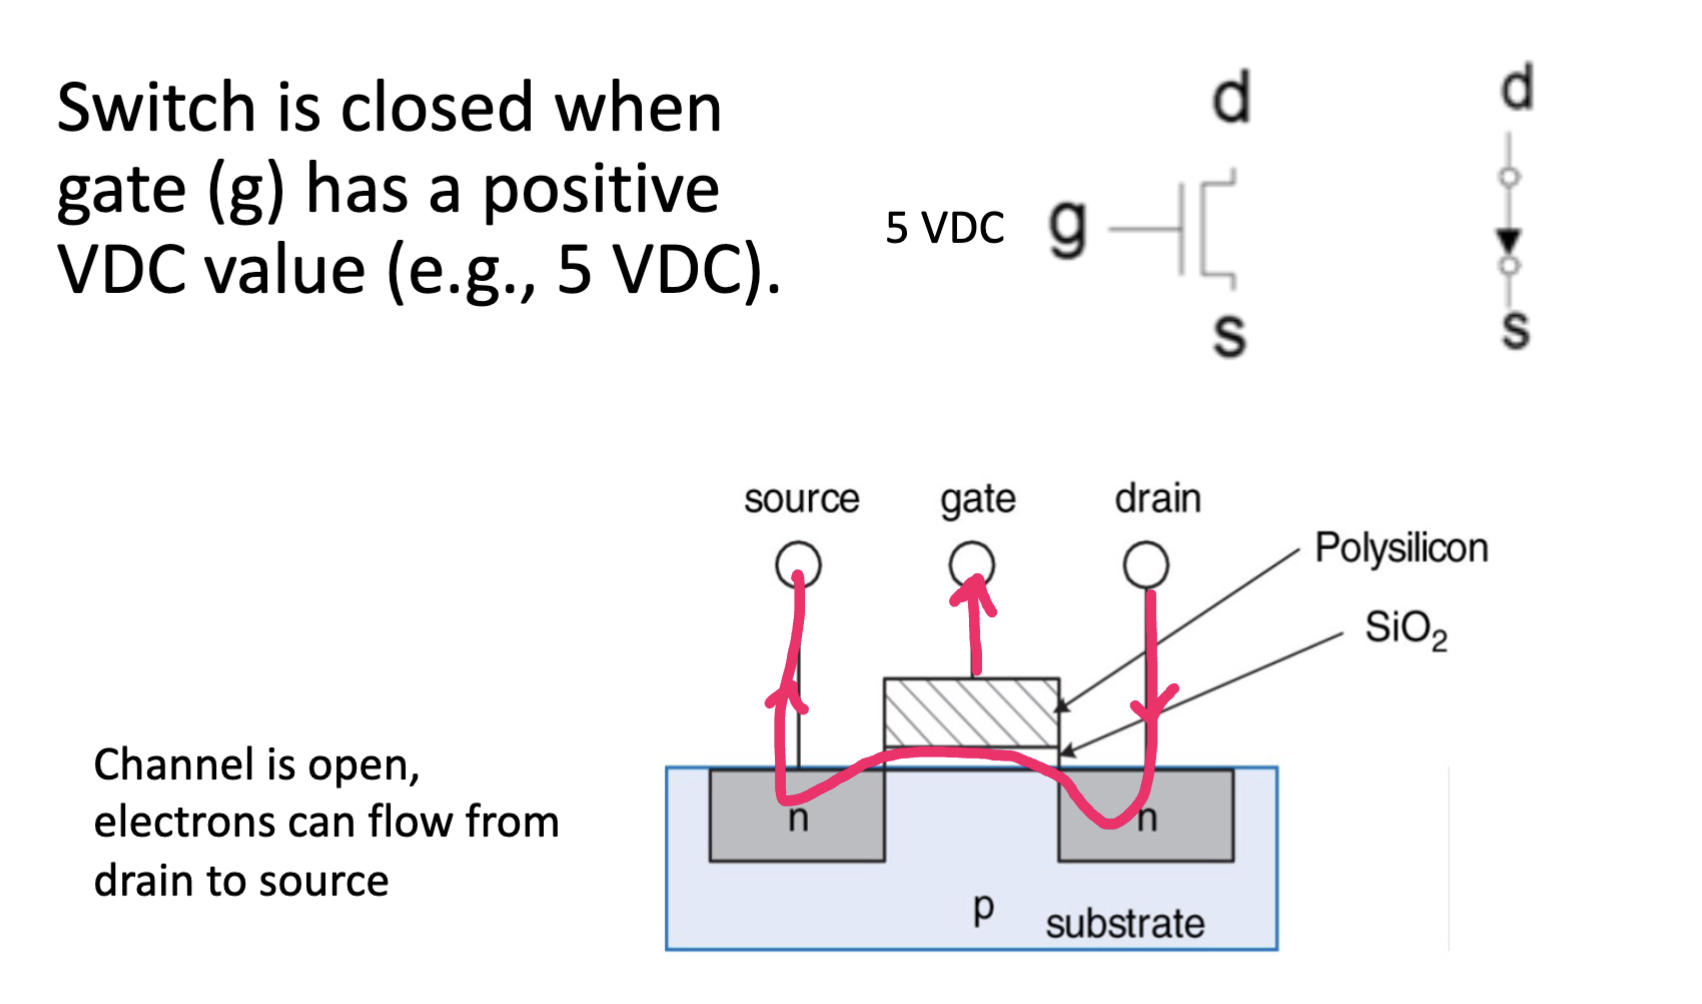 Switch is closed when
gate (g) has a positive
VDC value (e.g., 5 VDC).
d
5 VDC g
s
d
s
source gate drain
Polysilicon
SiO₂
Channel is open,
electrons can flow from
drain to source
n n
p substrate